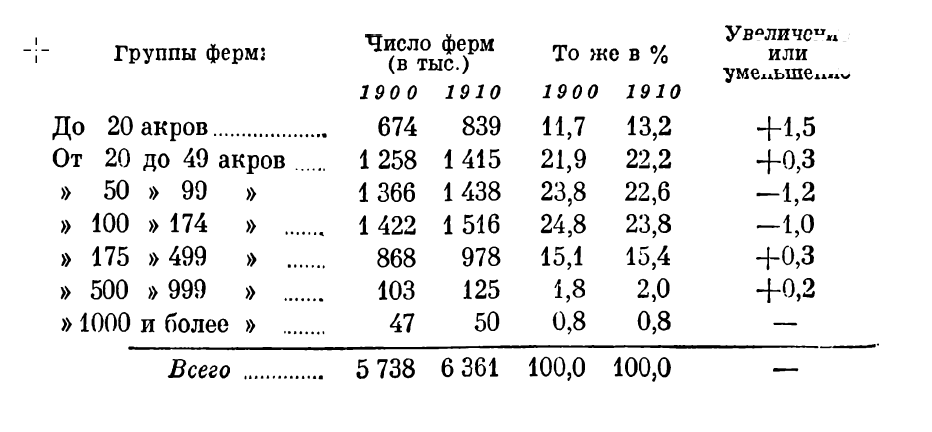 Группы ферм: Число ферм (в тыс.) То же в % Увеличение или уменьшение
1900 1910 1900 1910
До 20 акров 674 839 11,7 13,2 +1,5
От 20 до 49 акров 1 258 1 415 21,9 22,2 +0,3
» 50 » 99 » 1 366 1 438 23,8 22,6 —1,2
» 100 » 174 » 1 422 1 516 24,8 23,8 —1,0
» 175 » 499 » 868 978 15,1 15,4 +0,3
» 500 » 999 » 103 125 1,8 2,0 +0,2
» 1000 и более » 47 50 0,8 0,8 —
Всего 5 738 6 361 100,0 100,0 —